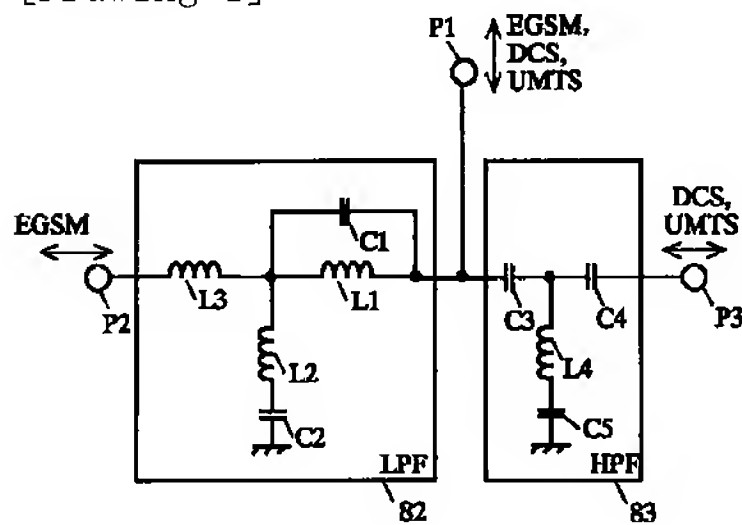 [Drawing
P1
EGSM,
DCS,
UMTS
EGSM
DCS,
UMTS
C1
L3
L1
P2
C3
C4
P3
L2
L4
C2
C5
LPF
HPF
82
83